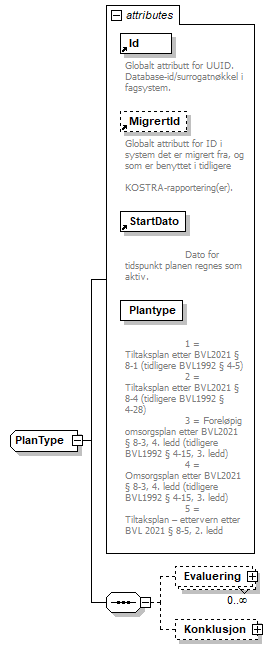 attributes
Id
Globalt attributt for UUID.
Database-id/surrogatnøkkel i
fagsystem.
MigrertId
Globalt attributt for ID i
system det er migrert fra, og
som er benyttet i tidligere
KOSTRA-rapportering(er).
StartDato
Dato for
tidspunkt planen regnes som
aktiv.
Plantype
1 =
Tiltaksplan etter BVL2021 §
8-1 (tidligere BVL1992 § 4-5)
2 =
Tiltaksplan etter BVL2021 §
8-4 (tidligere BVL1992 §
4-28)
3 = Foreløpig
omsorgsplan etter BVL2021
§ 8-3, 4. ledd (tidligere
BVL1992 § 4-15, 3. ledd)
4 =
Omsorgsplan etter BVL2021
§ 8-3, 4. ledd (tidligere
BVL1992 § 4-15, 3. ledd)
5 =
Tiltaksplan – ettervern etter
BVL 2021 § 8-5, 2. ledd
PlanType
Evaluering
0..∞
Konklusjon